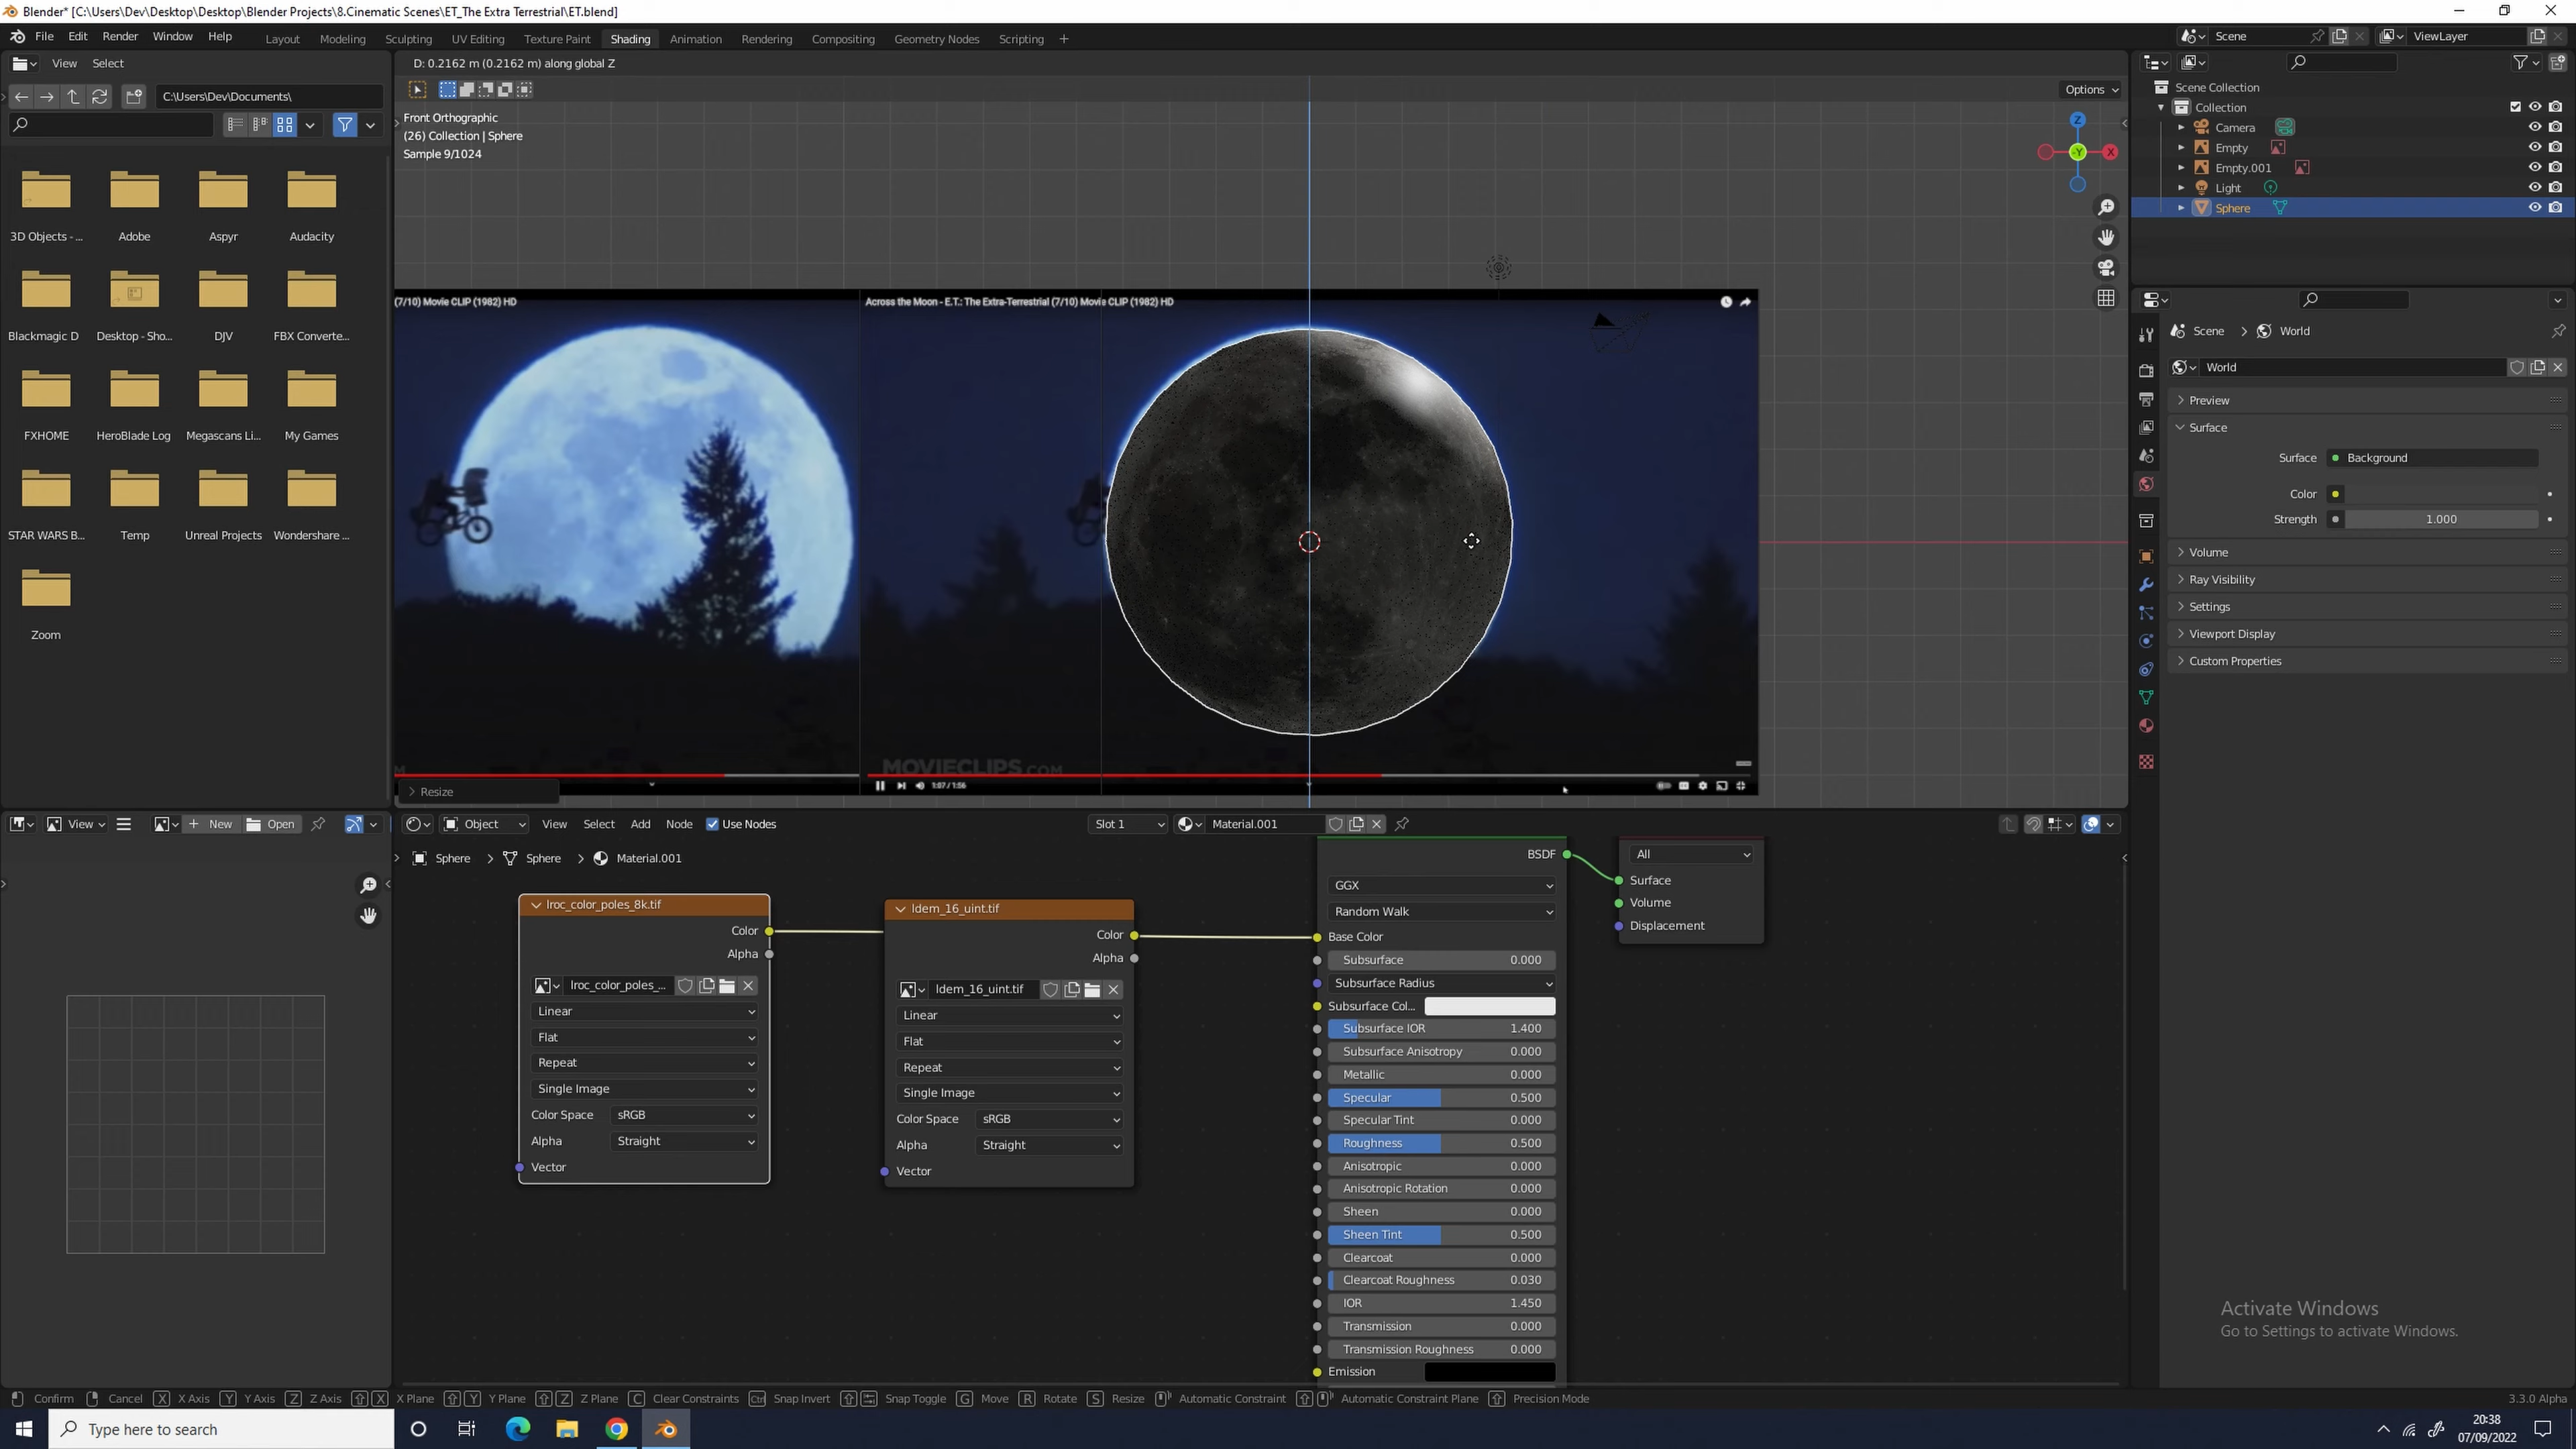 Blender* [C:\Users\Dev\Desktop\Desktop\Blender Projects\8.Cinematic Scenes\ET_The Extra Terrestrial\ET.blend]
File Edit Render Window Help Layout Modeling Sculpting UV Editing Texture Paint Shading Animation Rendering Compositing Geometry Nodes Scripting + Scene ViewLayer
View Select
D: 0.2162 m (0.2162 m) along global Z
C:\Users\Dev\Documents\
Options
Front Orthographic
(26) Collection | Sphere
Sample 9/1024
Z
Y
X
Scene Collection
Collection
Camera
Empty
Empty.001
Light
Sphere
3D Objects - ... Adobe Aspyr Audacity
Blackmagic D Desktop - Sho... DJV FBX Converte...
FXHOME HeroBlade Log Megascans Li... My Games
STAR WARS B... Temp Unreal Projects Wondershare ...
Zoom
(7/10) Movie CLIP (1982) HD
Across the Moon - E.T.: The Extra-Terrestrial (7/10) Movie CLIP (1982) HD
MOVIECLIPS.COM
M
1:07 / 1:56
Resize
Scene > World
World
Preview
Surface
Surface Background
Color
Strength 1.000
Volume
Ray Visibility
Settings
Viewport Display
Custom Properties
View New Open
Object View Select Add Node Use Nodes Slot 1 Material.001
Sphere > Sphere > Material.001
lroc_color_poles_8k.tif
Color
Alpha
lroc_color_poles_...
Linear
Flat
Repeat
Single Image
Color Space sRGB
Alpha Straight
Vector
ldem_16_uint.tif
Color
Alpha
ldem_16_uint.tif
Linear
Flat
Repeat
Single Image
Color Space sRGB
Alpha Straight
Vector
BSDF
GGX
Random Walk
Base Color
Subsurface 0.000
Subsurface Radius
Subsurface Col...
Subsurface IOR 1.400
Subsurface Anisotropy 0.000
Metallic 0.000
Specular 0.500
Specular Tint 0.000
Roughness 0.500
Anisotropic 0.000
Anisotropic Rotation 0.000
Sheen 0.000
Sheen Tint 0.500
Clearcoat 0.000
Clearcoat Roughness 0.030
IOR 1.450
Transmission 0.000
Transmission Roughness 0.000
Emission
All
Surface
Volume
Displacement
Activate Windows
Go to Settings to activate Windows.
Confirm Cancel X X Axis Y Y Axis Z Z Axis X X Plane Y Y Plane Z Z Plane C Clear Constraints Ctrl Snap Invert Snap Toggle G Move R Rotate S Resize Automatic Constraint Automatic Constraint Plane Precision Mode 3.3.0 Alpha
Type here to search
20:38
07/09/2022